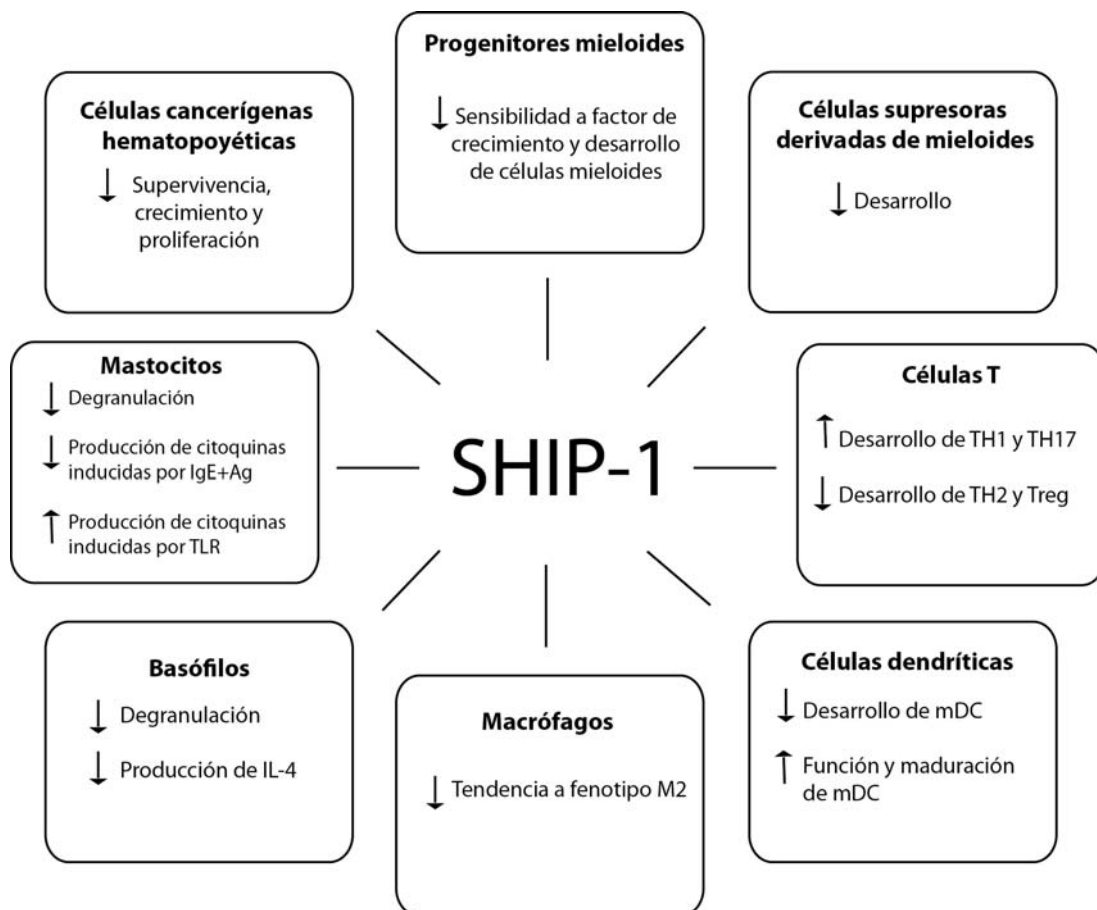 Progenitores mieloides
↓ Sensibilidad a factor de
crecimiento y desarrollo
de células mieloides
Células cancerígenas
hematopoyéticas
↓ Supervivencia,
crecimiento y
proliferación
Células supresoras
derivadas de mieloides
↓ Desarrollo
Mastocitos
↓ Degranulación
↓ Producción de citoquinas
inducidas por IgE+Ag
↑ Producción de citoquinas
inducidas por TLR
SHIP-1
Células T
↑ Desarrollo de TH1 y TH17
↓ Desarrollo de TH2 y Treg
Basófilos
↓ Degranulación
↓ Producción de IL-4
Macrófagos
↓ Tendencia a fenotipo M2
Células dendríticas
↓ Desarrollo de mDC
↑ Función y maduración
de mDC